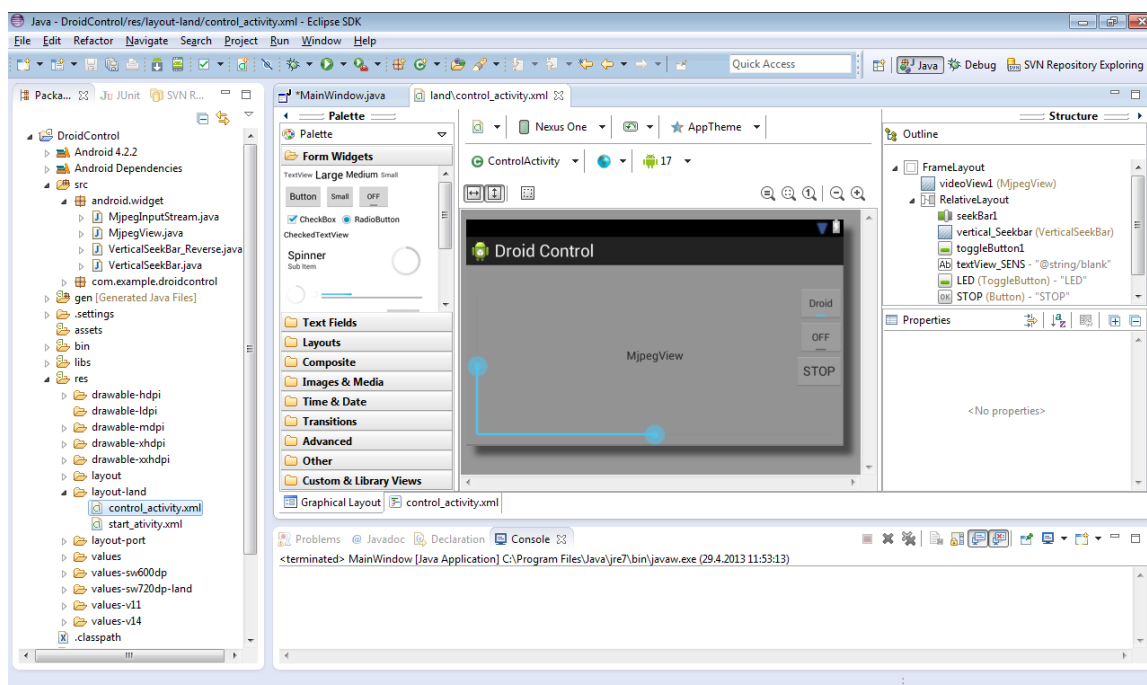 Java - DroidControl/res/layout-land/control_activity.xml - Eclipse SDK
File Edit Refactor Navigate Search Project Run Window Help
Quick Access
Java Debug SVN Repository Exploring
Packa... JUnit SVN R...
DroidControl
Android 4.2.2
Android Dependencies
src
android.widget
MjpegInputStream.java
MjpegView.java
VerticalSeekBar_Reverse.java
VerticalSeekBar.java
com.example.droidcontrol
gen [Generated Java Files]
.settings
assets
bin
libs
res
drawable-hdpi
drawable-ldpi
drawable-mdpi
drawable-xhdpi
drawable-xxhdpi
layout
layout-land
control_activity.xml
start_ativity.xml
layout-port
values
values-sw600dp
values-sw720dp-land
values-v11
values-v14
.classpath
*MainWindow.java land\control_activity.xml
Palette
Palette
Form Widgets
TextView Large Medium Small
Button Small OFF
CheckBox RadioButton
CheckedTextView
Spinner
Sub Item
Text Fields
Layouts
Composite
Images & Media
Time & Date
Transitions
Advanced
Other
Custom & Library Views
Nexus One AppTheme
ControlActivity 17
Droid Control
Droid
OFF
MjpegView
STOP
Graphical Layout control_activity.xml
Structure
Outline
FrameLayout
videoView1 (MjpegView)
RelativeLayout
seekBar1
vertical_Seekbar (VerticalSeekBar)
toggleButton1
Ab textView_SENS - "@string/blank"
LED (ToggleButton) - "LED"
OK STOP (Button) - "STOP"
Properties
<No properties>
Problems @ Javadoc Declaration Console
<terminated> MainWindow [Java Application] C:\Program Files\Java\jre7\bin\javaw.exe (29.4.2013 11:53:13)